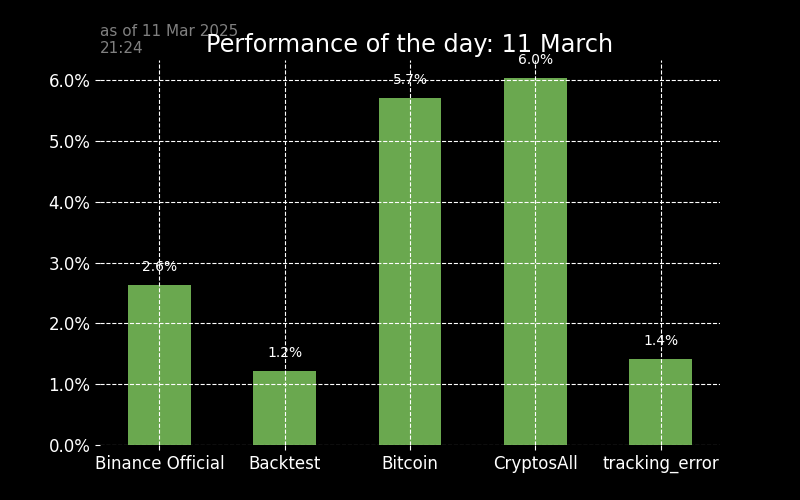 as of 11 Mar 2025
21:24
Performance of the day: 11 March
6.0%
5.0%
4.0%
3.0%
2.0%
1.0%
0.0%
2.6%
1.2%
5.7%
6.0%
1.4%
Binance Official
Backtest
Bitcoin
CryptosAll
tracking_error